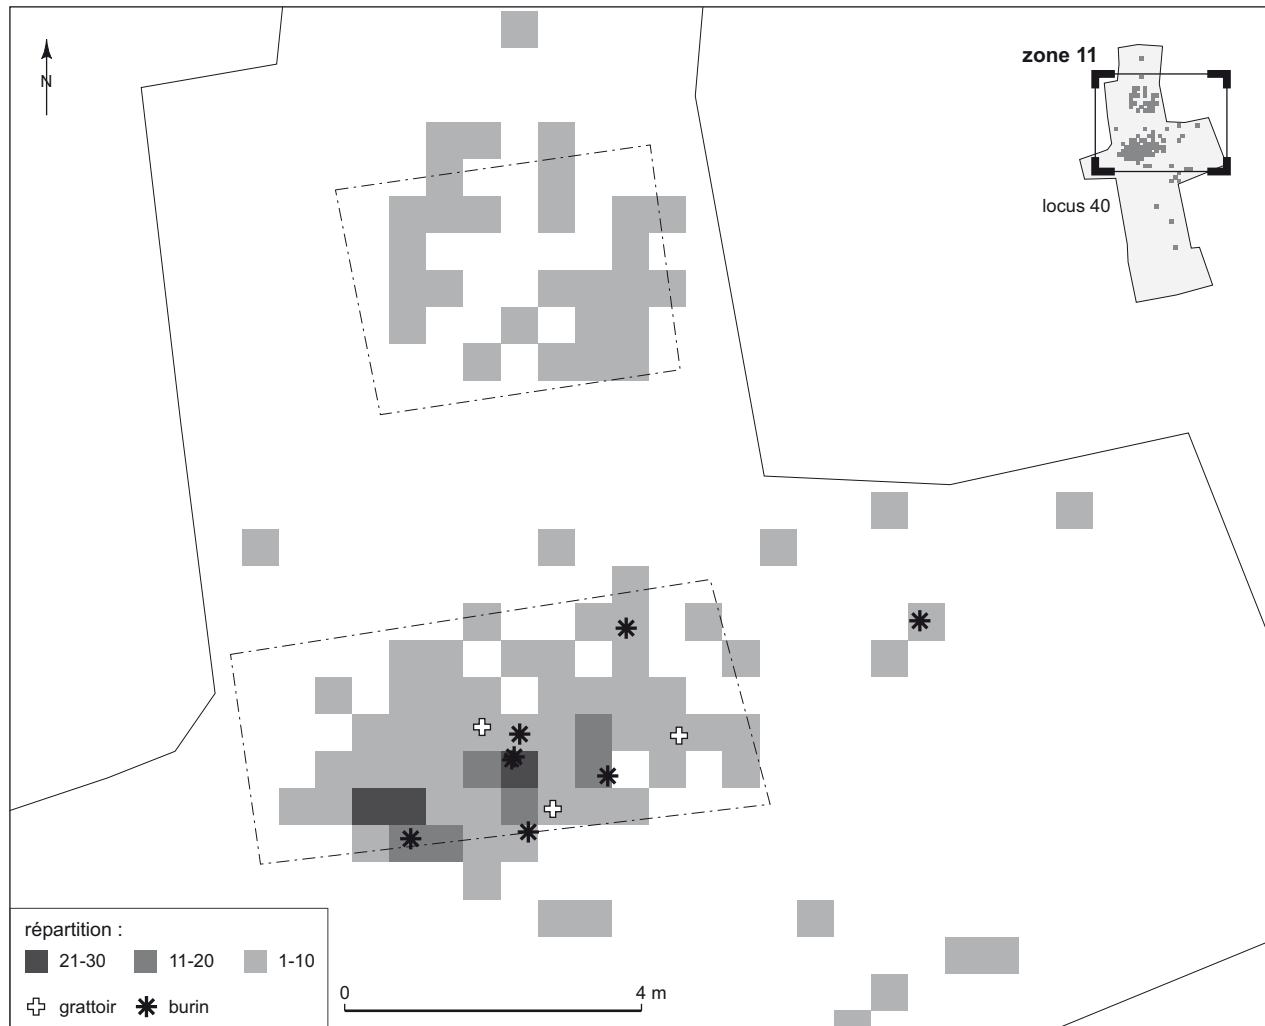 N
zone 11
locus 40
répartition :
21-30 11-20 1-10
grattoir burin
0 4 m